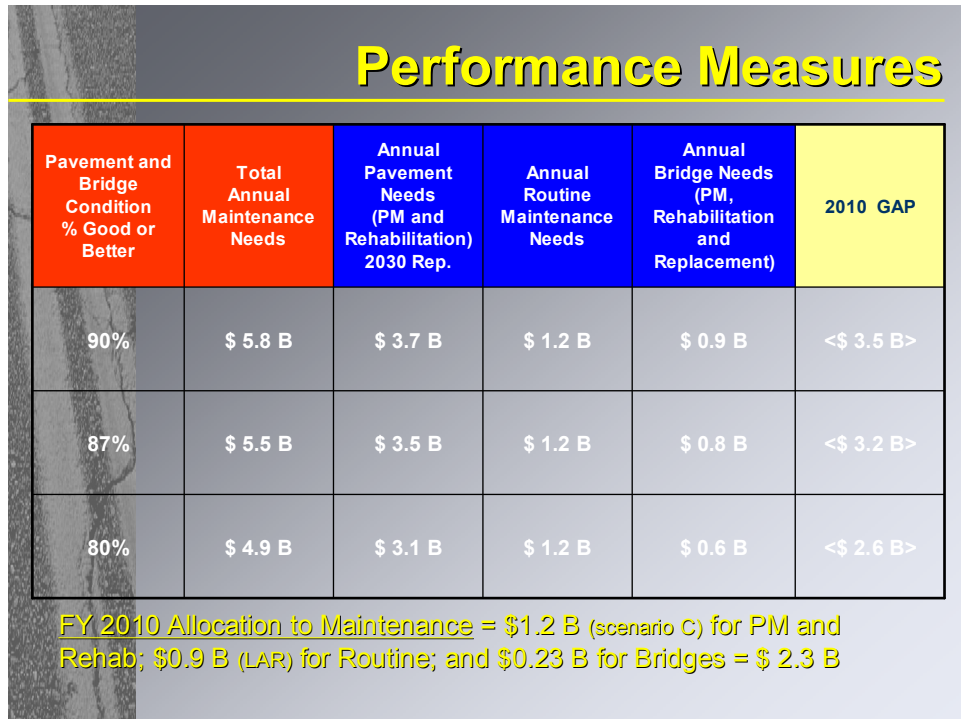 Performance Measures
Pavement and
Bridge
Condition
% Good or
Better
Total
Annual
Maintenance
Needs
Annual
Pavement
Needs
(PM and
Rehabilitation)
2030 Rep.
Annual
Routine
Maintenance
Needs
Annual
Bridge Needs
(PM,
Rehabilitation
and
Replacement)
2010 GAP
90% $ 5.8 B $ 3.7 B $ 1.2 B $ 0.9 B <$ 3.5 B>
87% $ 5.5 B $ 3.5 B $ 1.2 B $ 0.8 B <$ 3.2 B>
80% $ 4.9 B $ 3.1 B $ 1.2 B $ 0.6 B <$ 2.6 B>
FY 2010 Allocation to Maintenance = $1.2 B (scenario C) for PM and
Rehab; $0.9 B (LAR) for Routine; and $0.23 B for Bridges = $ 2.3 B